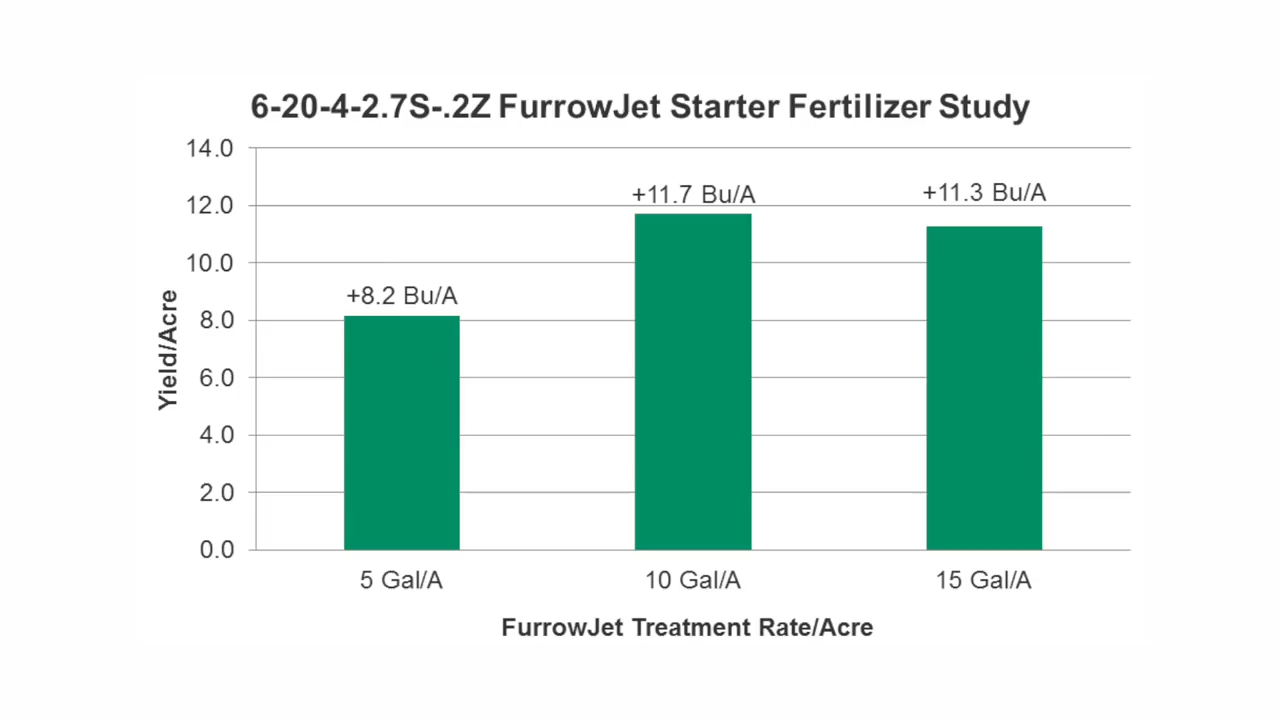 6-20-4-2.7S-.2Z FurrowJet Starter Fertilizer Study
14.0
12.0
10.0
8.0
6.0
4.0
2.0
0.0
Yield/Acre
+8.2 Bu/A
+11.7 Bu/A
+11.3 Bu/A
5 Gal/A
10 Gal/A
15 Gal/A
FurrowJet Treatment Rate/Acre